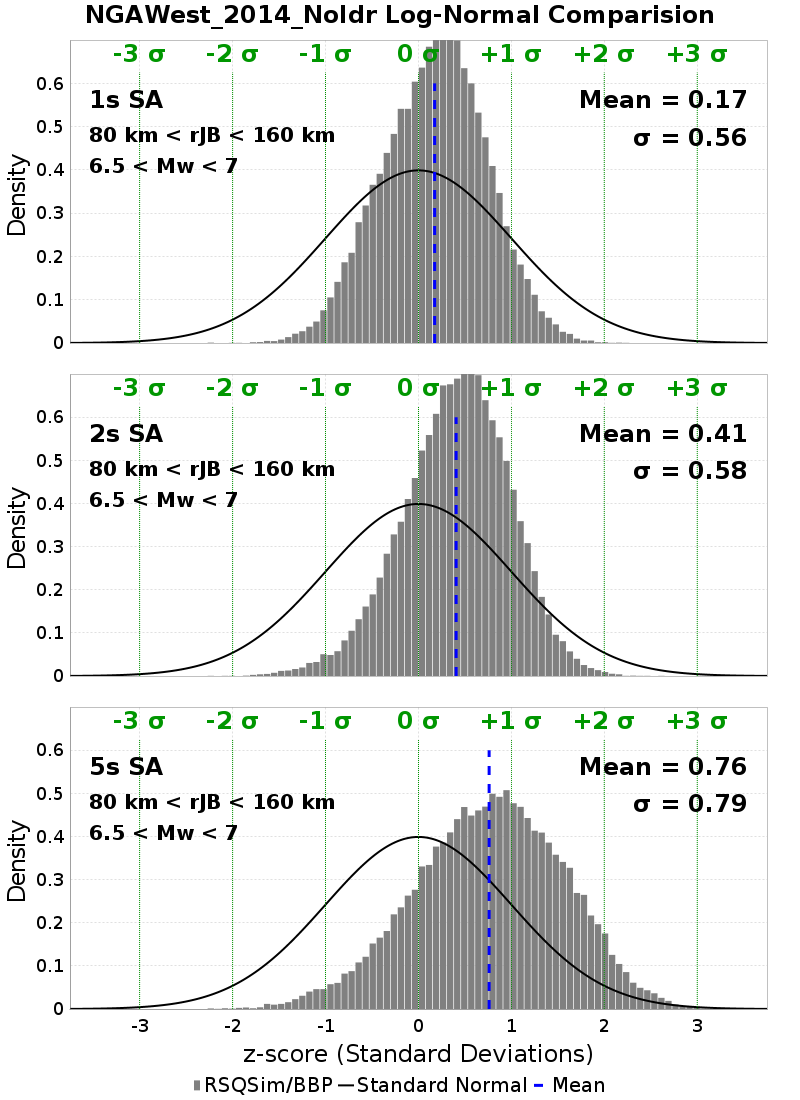 NGAWest_2014_NoIdr Log-Normal Comparision
-3 σ -2 σ -1 σ 0 σ +1 σ +2 σ +3 σ
1s SA
Mean = 0.17
80 km < rJB < 160 km
σ = 0.56
6.5 < Mw < 7
Density
0.6
0.5
0.4
0.3
0.2
0.1
0
-3 σ -2 σ -1 σ 0 σ +1 σ +2 σ +3 σ
2s SA
Mean = 0.41
80 km < rJB < 160 km
σ = 0.58
6.5 < Mw < 7
Density
0.6
0.5
0.4
0.3
0.2
0.1
0
-3 σ -2 σ -1 σ 0 σ +1 σ +2 σ +3 σ
5s SA
Mean = 0.76
80 km < rJB < 160 km
σ = 0.79
6.5 < Mw < 7
Density
0.6
0.5
0.4
0.3
0.2
0.1
0
-3 -2 -1 0 1 2 3
z-score (Standard Deviations)
RSQSim/BBP Standard Normal Mean